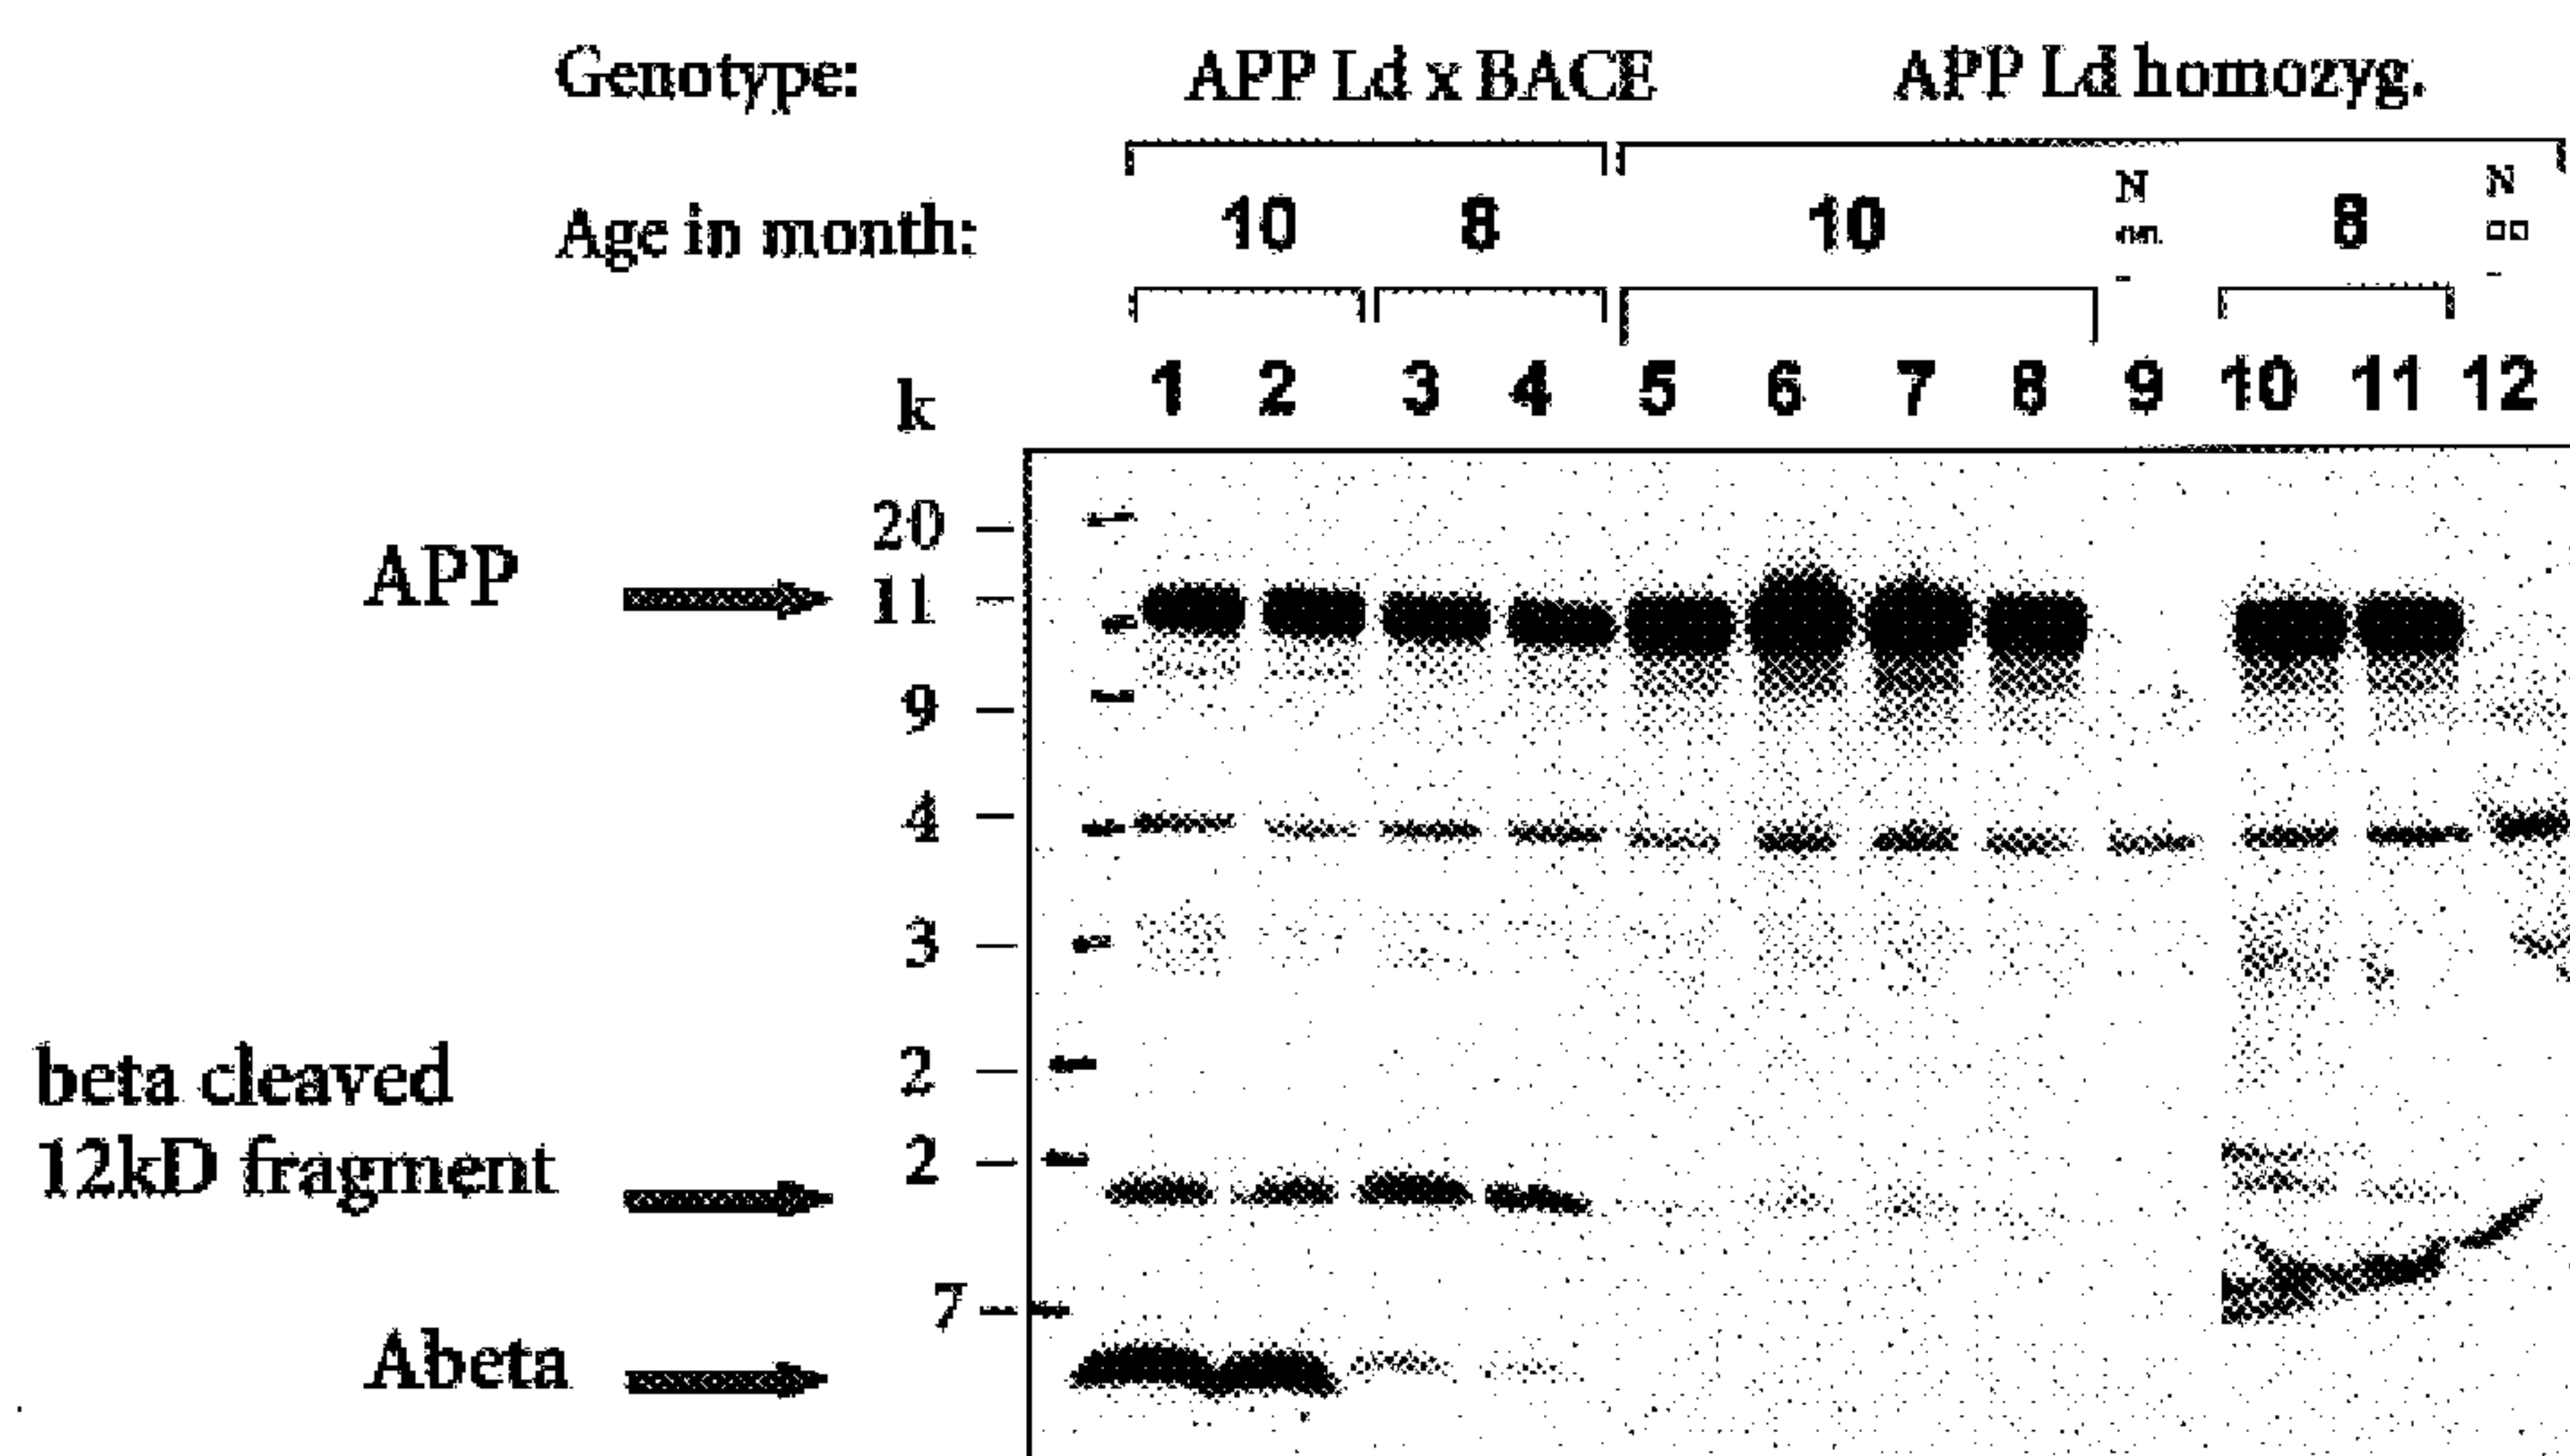 Genotype: APP Ld x BACE APP Ld homozyg.
Age in month: 10 8 10 N 8 N
k 1 2 3 4 5 6 7 8 9 10 11 12
20
APP 11
9
4
3
beta cleaved 2
12kD fragment 2
7
Abeta